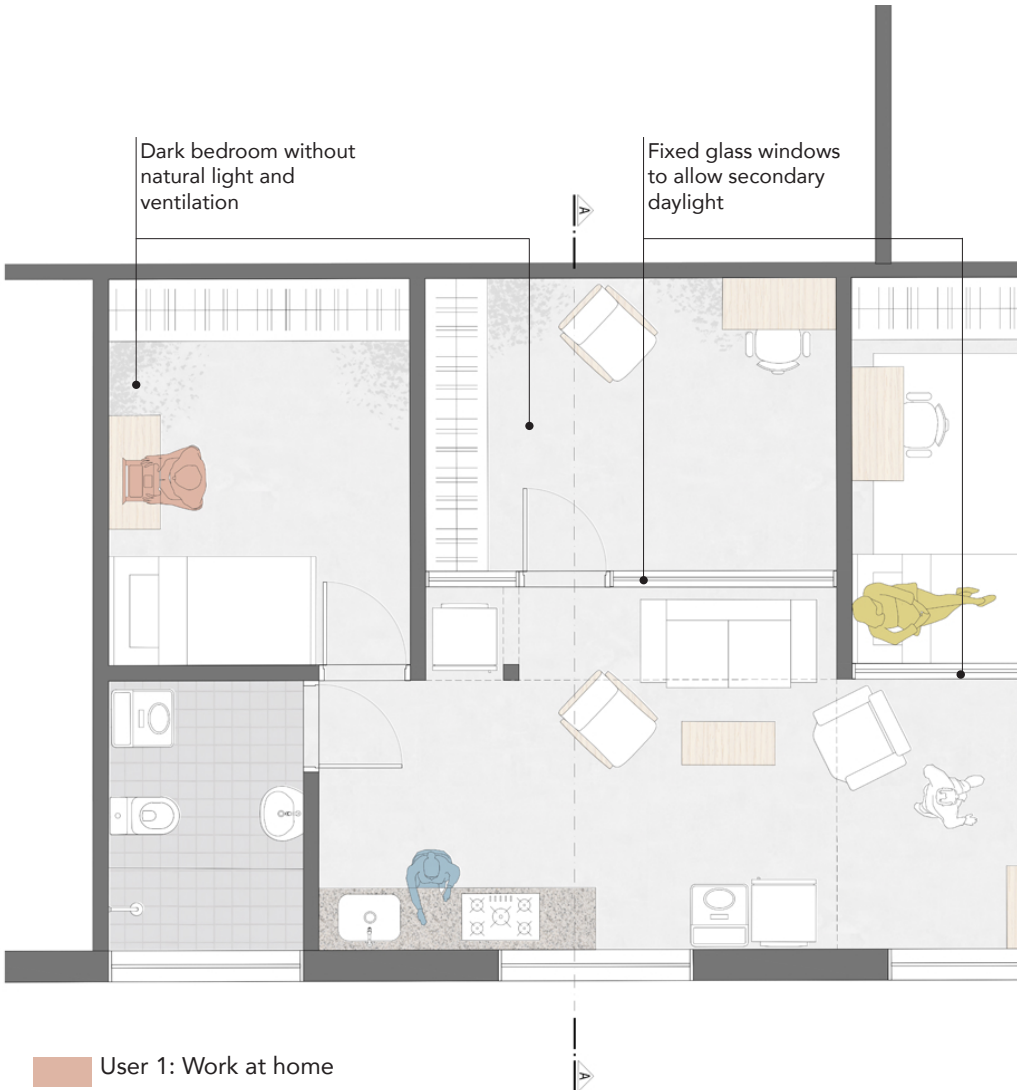 Dark bedroom without
natural light and
ventilation
Fixed glass windows
to allow secondary
daylight
A
A
User 1: Work at home